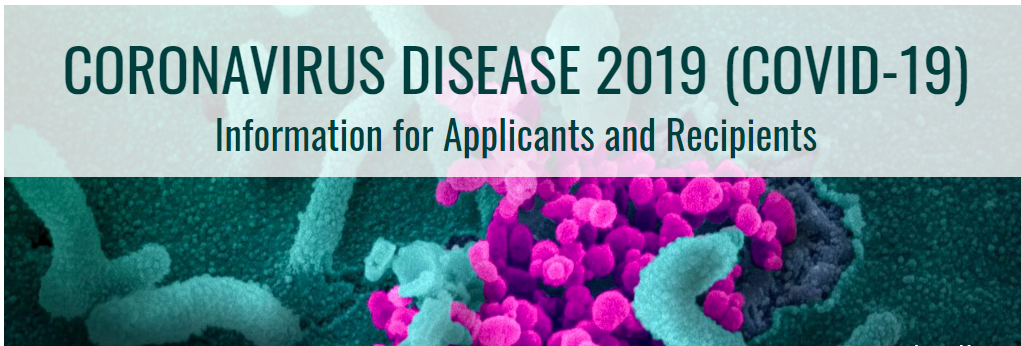 CORONAVIRUS DISEASE 2019 (COVID-19)
Information for Applicants and Recipients